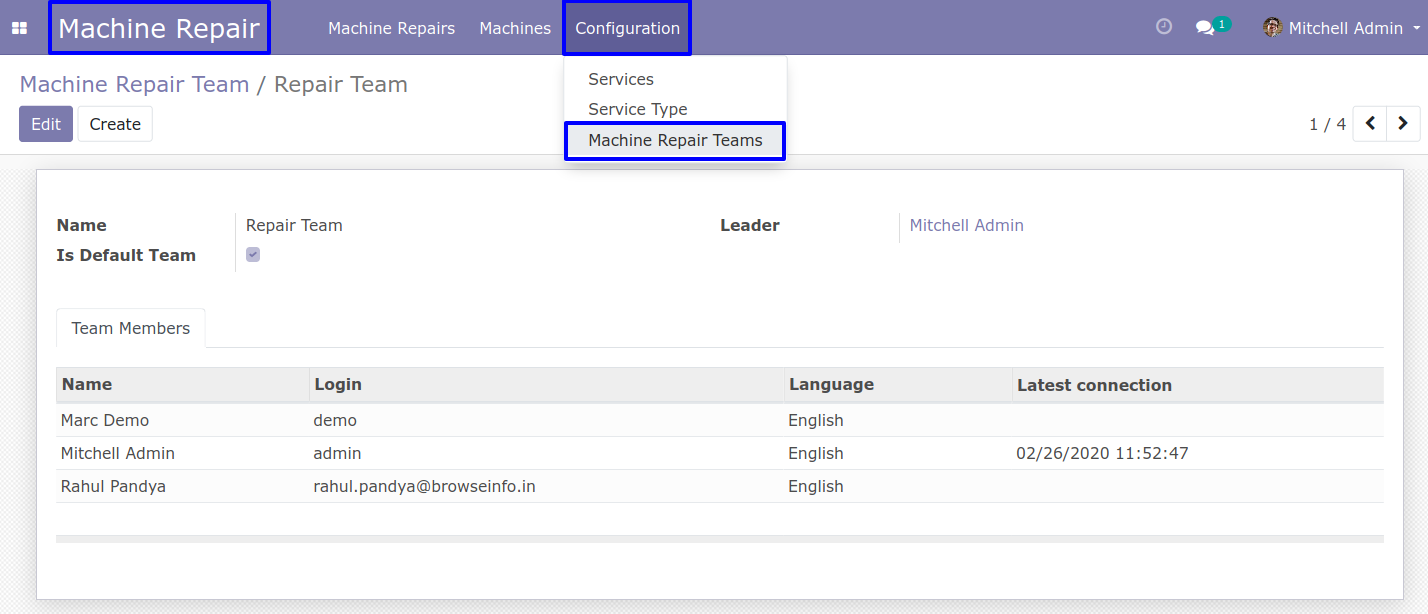 Machine Repair Machine Repairs Machines Configuration 1 Mitchell Admin
Services
Service Type
Machine Repair Teams
Machine Repair Team / Repair Team
Edit Create 1 / 4
Name Repair Team Leader Mitchell Admin
Is Default Team
Team Members
Name Login Language Latest connection
Marc Demo demo English
Mitchell Admin admin English 02/26/2020 11:52:47
Rahul Pandya rahul.pandya@browseinfo.in English